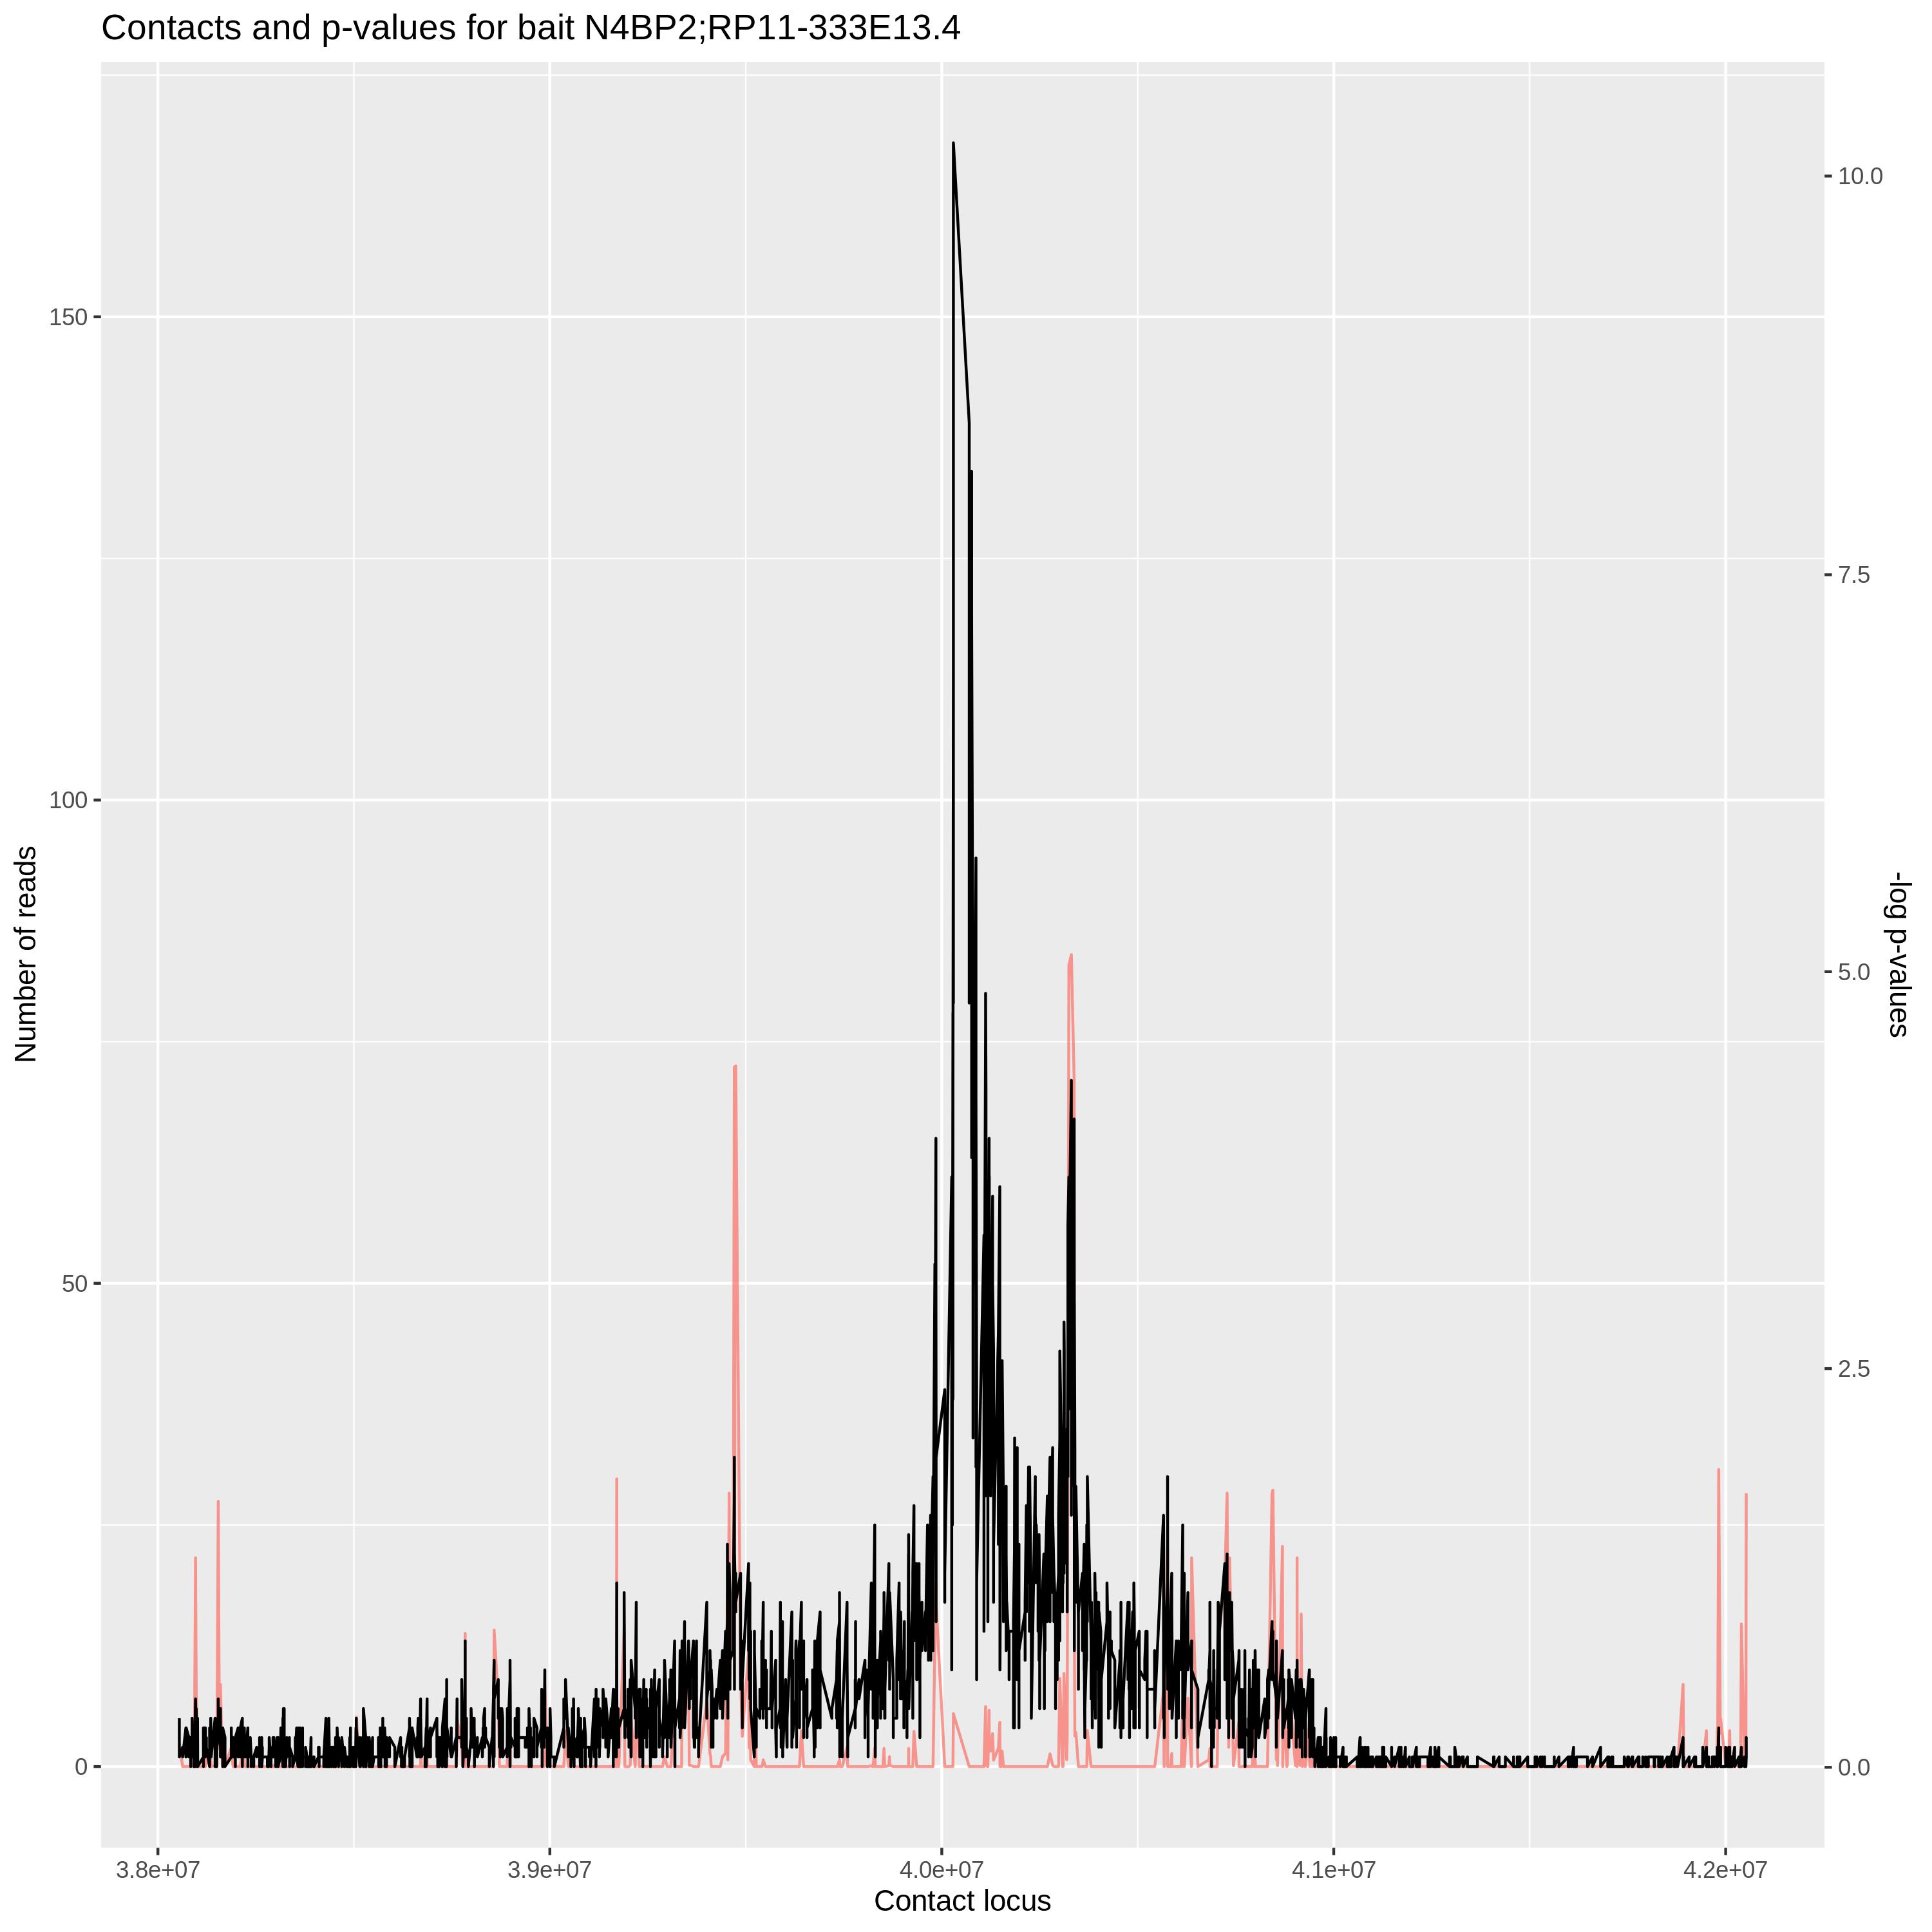 Contacts and p-values for bait N4BP2;RP11-333E13.4
150
100
50
0
Number of reads
10.0
7.5
5.0
2.5
0.0
-log p-values
3.8e+07
3.9e+07
4.0e+07
4.1e+07
4.2e+07
Contact locus